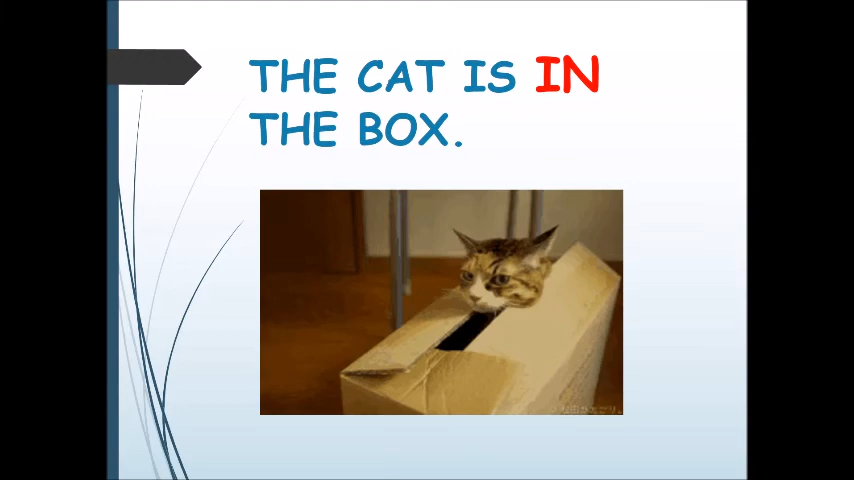 THE CAT IS IN
THE BOX.